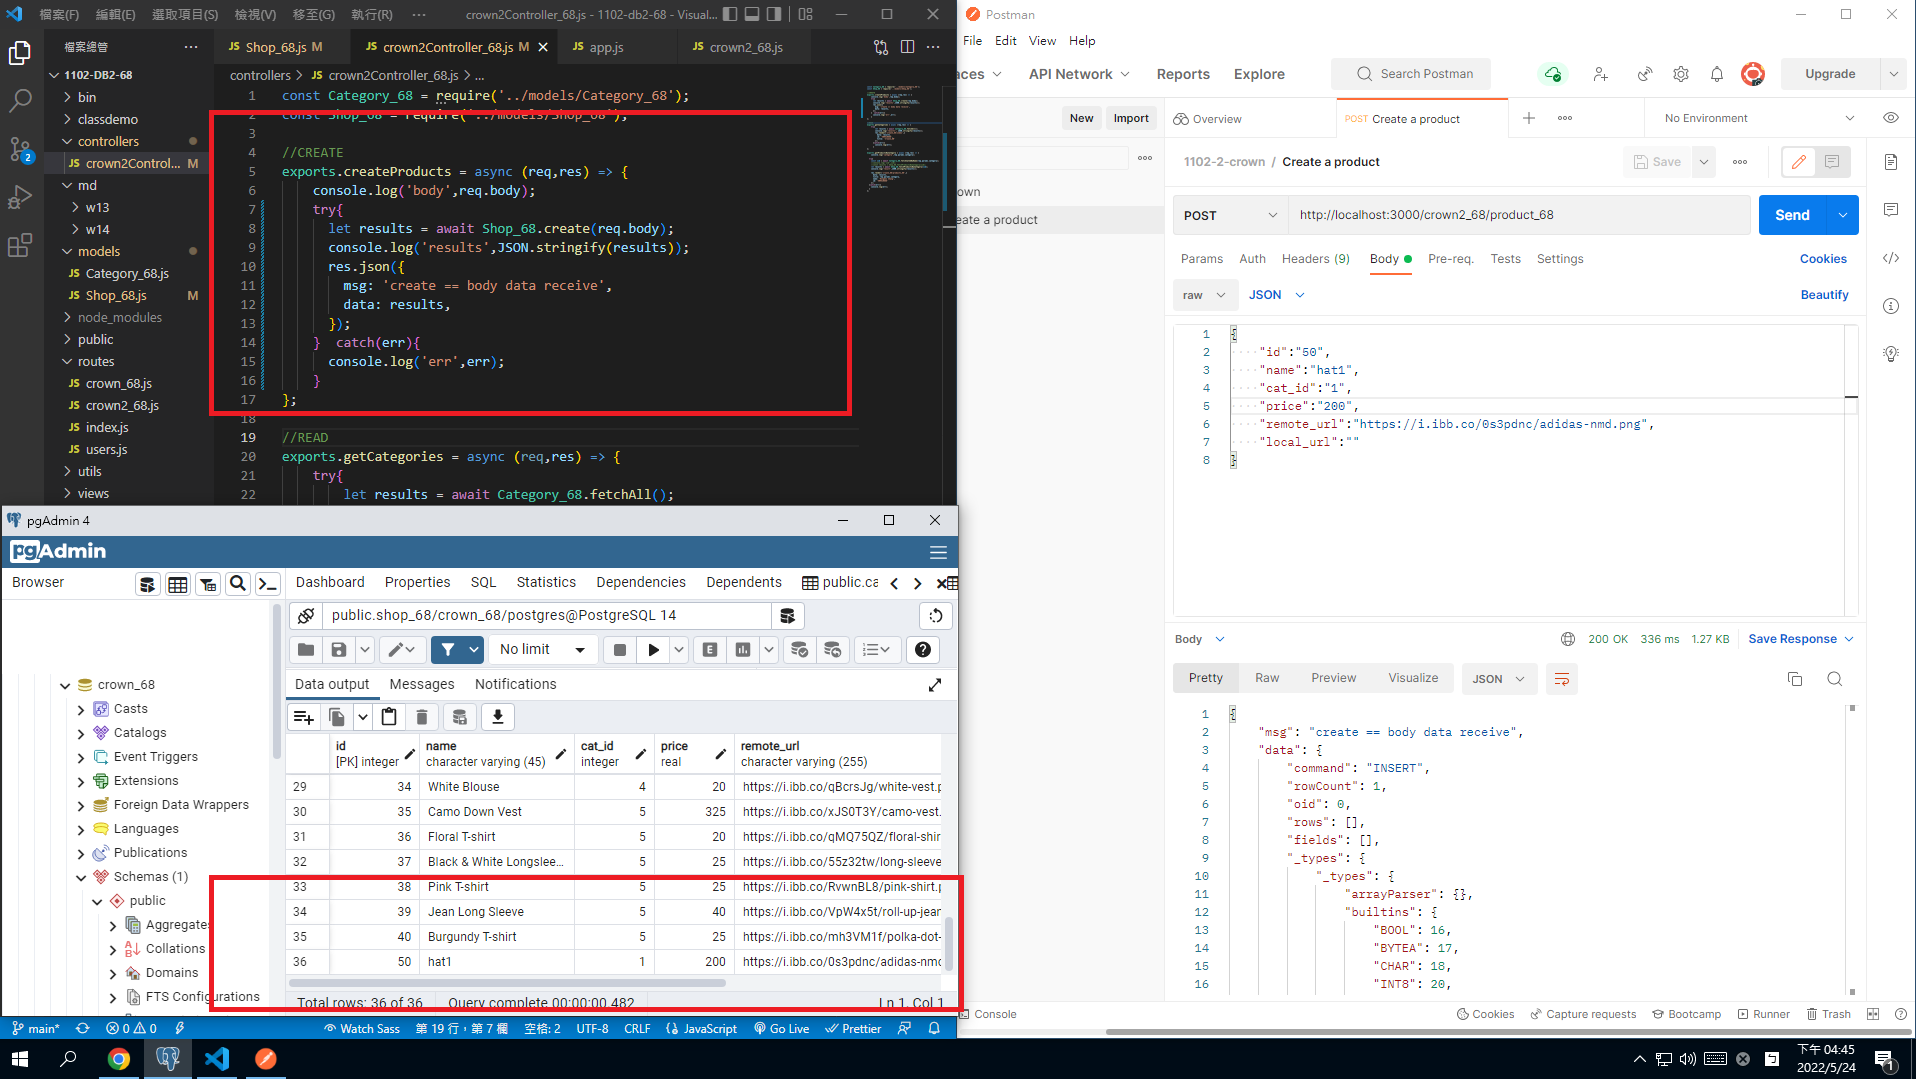 檔案(F) 編輯(E) 選取項目(S) 檢視(V) 移至(G) 執行(R) ··· crown2Controller_68.js - 1102-db2-68 - Visual...
檔案總管 ···
1102-DB2-68
bin
classdemo
controllers
JS crown2Control... M
md
w13
w14
models
JS Category_68.js
JS Shop_68.js M
node_modules
public
routes
JS crown_68.js
JS crown2_68.js
JS index.js
JS users.js
utils
views
2
JS Shop_68.js M JS crown2Controller_68.js M JS app.js JS crown2_68.js
controllers > JS crown2Controller_68.js > ...
1 const Category_68 = require('../models/Category_68');
2 const Shop_68 = require('../models/Shop_68');
3
4 //CREATE
5 exports.createProducts = async (req,res) => {
6 console.log('body',req.body);
7 try{
8 let results = await Shop_68.create(req.body);
9 console.log('results',JSON.stringify(results));
10 res.json({
11 msg: 'create == body data receive',
12 data: results,
13 });
14 } catch(err){
15 console.log('err',err);
16 }
17 };
18
19 //READ
20 exports.getCategories = async (req,res) => {
21 try{
22 let results = await Category_68.fetchAll();
pgAdmin 4
pgAdmin
Browser
Dashboard Properties SQL Statistics Dependencies Dependents public.ca
public.shop_68/crown_68/postgres@PostgreSQL 14
No limit
E
Data output Messages Notifications
crown_68
Casts
Catalogs
Event Triggers
Extensions
Foreign Data Wrappers
Languages
Publications
Schemas (1)
public
Aggregates
Collations
Domains
FTS Configurations
id name cat_id price remote_url
[PK] integer character varying (45) integer real character varying (255)
29 34 White Blouse 4 20 https://i.ibb.co/qBcrsJg/white-vest.p
30 35 Camo Down Vest 5 325 https://i.ibb.co/xJS0T3Y/camo-vest.
31 36 Floral T-shirt 5 20 https://i.ibb.co/qMQ75QZ/floral-shir
32 37 Black & White Longslee... 5 25 https://i.ibb.co/55z32tw/long-sleeve
33 38 Pink T-shirt 5 25 https://i.ibb.co/RvwnBL8/pink-shirt.p
34 39 Jean Long Sleeve 5 40 https://i.ibb.co/VpW4x5t/roll-up-jean
35 40 Burgundy T-shirt 5 25 https://i.ibb.co/mh3VM1f/polka-dot-
36 50 hat1 1 200 https://i.ibb.co/0s3pdnc/adidas-nmd
Total rows: 36 of 36 Query complete 00:00:00.482 Ln 1, Col 1
main* 0 0 Watch Sass 第 19 行，第 7 欄 空格: 2 UTF-8 CRLF {} JavaScript Go Live Prettier
Postman
File Edit View Help
aces API Network Reports Explore Search Postman Upgrade
New Import Overview POST Create a product + ••• No Environment
1102-2-crown / Create a product Save •••
own
eate a product
POST http://localhost:3000/crown2_68/product_68 Send
Params Auth Headers (9) Body Pre-req. Tests Settings Cookies
raw JSON Beautify
1 {
2 "id":"50",
3 "name":"hat1",
4 "cat_id":"1",
5 "price":"200",
6 "remote_url":"https://i.ibb.co/0s3pdnc/adidas-nmd.png",
7 "local_url":""
8 }
Body 200 OK 336 ms 1.27 KB Save Response
Pretty Raw Preview Visualize JSON
1 {
2 "msg": "create == body data receive",
3 "data": {
4 "command": "INSERT",
5 "rowCount": 1,
6 "oid": 0,
7 "rows": [],
8 "fields": [],
9 "_types": {
10 "_types": {
11 "arrayParser": {},
12 "builtins": {
13 "BOOL": 16,
14 "BYTEA": 17,
15 "CHAR": 18,
16 "INT8": 20,
Console Cookies Capture requests Bootcamp Runner Trash
下午 04:45
2022/5/24
1